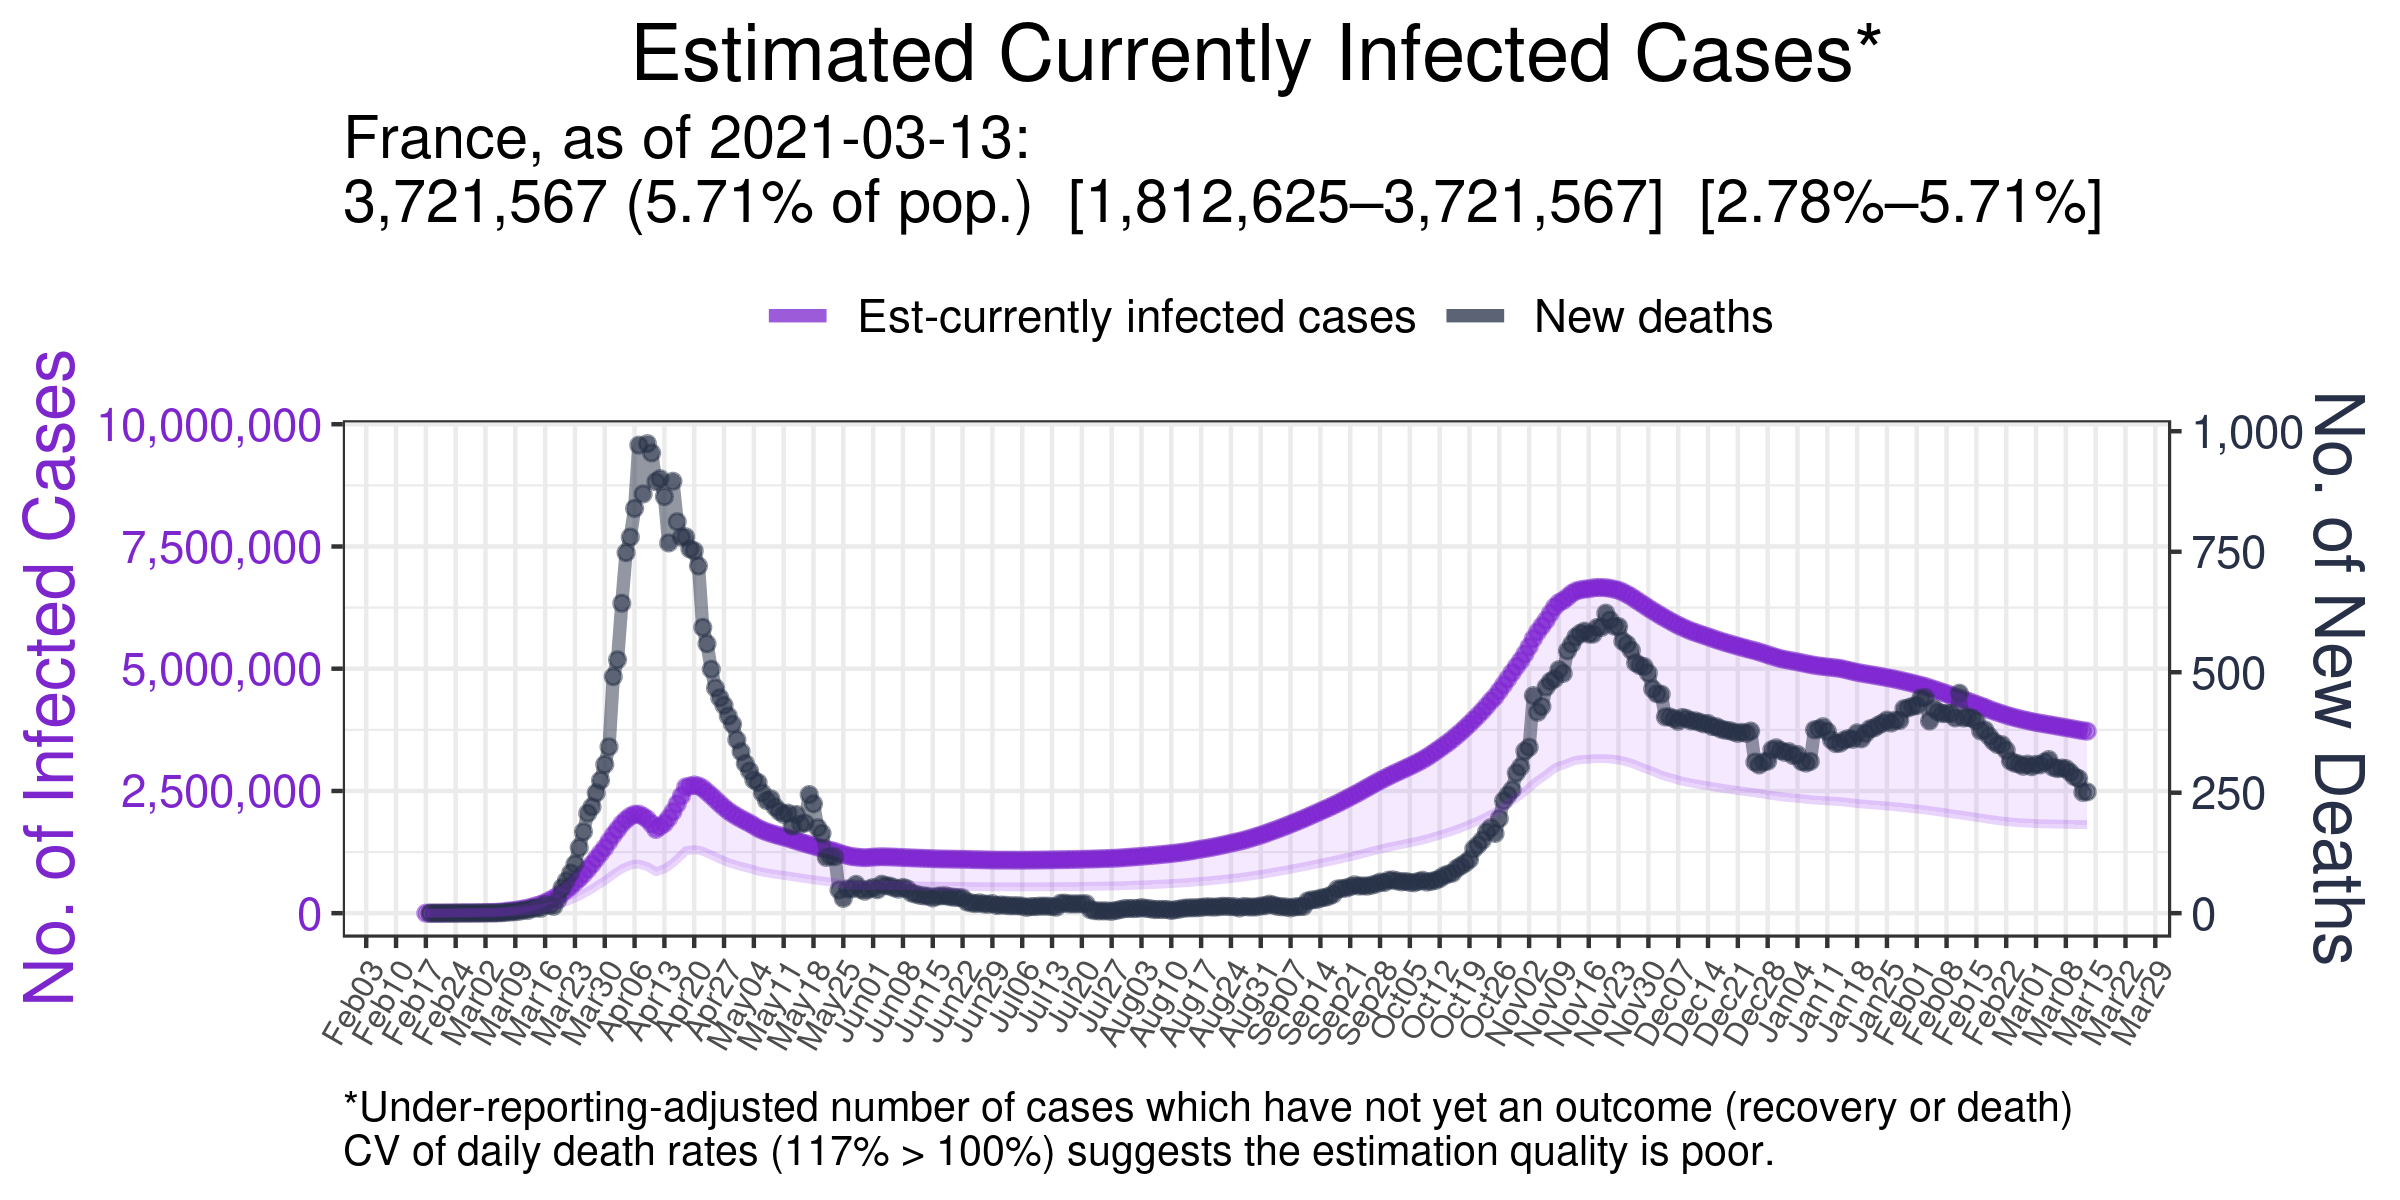 Estimated Currently Infected Cases*
France, as of 2021-03-13:
3,721,567 (5.71% of pop.)  [1,812,625–3,721,567]  [2.78%–5.71%]
Est-currently infected cases
New deaths
No. of Infected Cases
10,000,000
7,500,000
5,000,000
2,500,000
0
1,000
750
500
250
0
No. of New Deaths
Feb03
Feb10
Feb17
Feb24
Mar02
Mar09
Mar16
Mar23
Mar30
Apr06
Apr13
Apr20
Apr27
May04
May11
May18
May25
Jun01
Jun08
Jun15
Jun22
Jun29
Jul06
Jul13
Jul20
Jul27
Aug03
Aug10
Aug17
Aug24
Aug31
Sep07
Sep14
Sep21
Sep28
Oct05
Oct12
Oct19
Oct26
Nov02
Nov09
Nov16
Nov23
Nov30
Dec07
Dec14
Dec21
Dec28
Jan04
Jan11
Jan18
Jan25
Feb01
Feb08
Feb15
Feb22
Mar01
Mar08
Mar15
Mar22
Mar29
*Under-reporting-adjusted number of cases which have not yet an outcome (recovery or death)
CV of daily death rates (117% > 100%) suggests the estimation quality is poor.